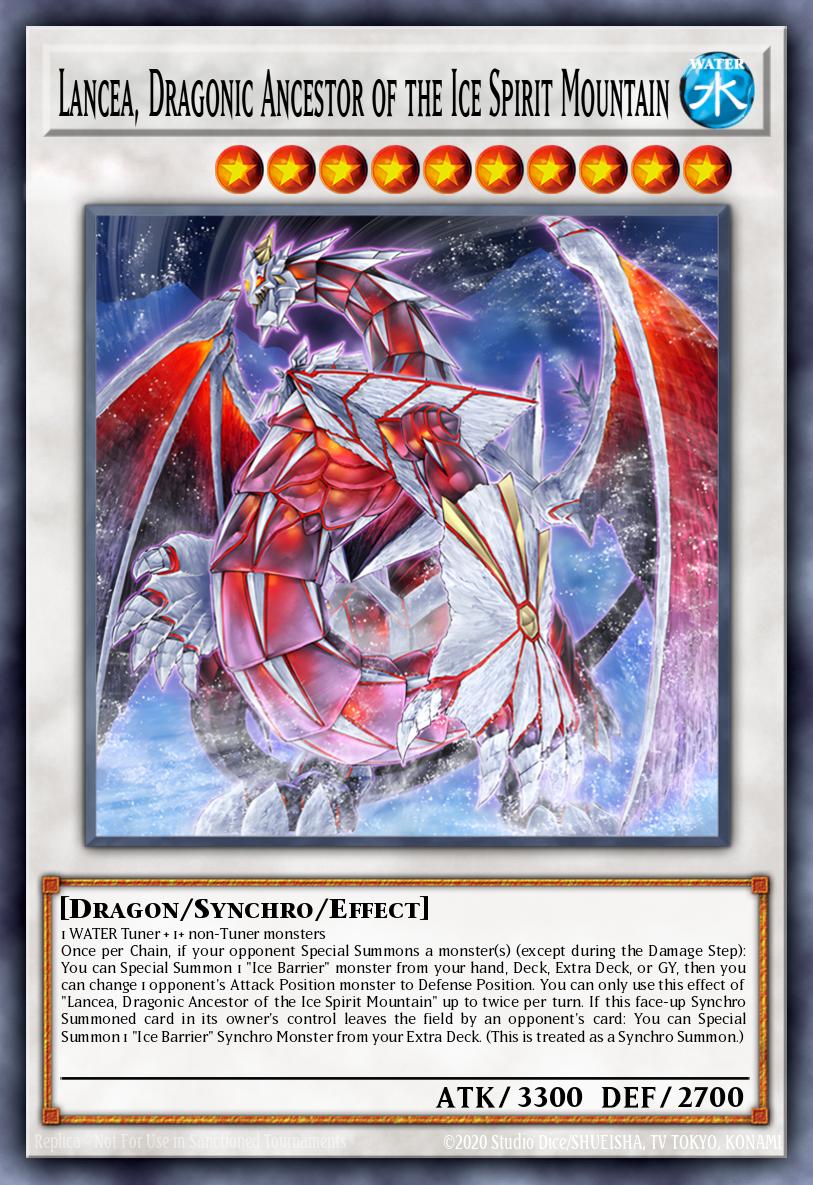 Lancea, Dragonic Ancestor of the Ice Spirit Mountain
WATER
水
[Dragon/Synchro/Effect]
1 WATER Tuner + 1+ non-Tuner monsters
Once per Chain, if your opponent Special Summons a monster(s) (except during the Damage Step):
You can Special Summon 1 "Ice Barrier" monster from your hand, Deck, Extra Deck, or GY, then you
can change 1 opponent's Attack Position monster to Defense Position. You can only use this effect of
"Lancea, Dragonic Ancestor of the Ice Spirit Mountain" up to twice per turn. If this face-up Synchro
Summoned card in its owner's control leaves the field by an opponent's card: You can Special
Summon 1 "Ice Barrier" Synchro Monster from your Extra Deck. (This is treated as a Synchro Summon.)
ATK/3300 DEF/2700
Replica - Not For Use in Sanctioned Tournaments
©2020 Studio Dice/SHUEISHA, TV TOKYO, KONAMI